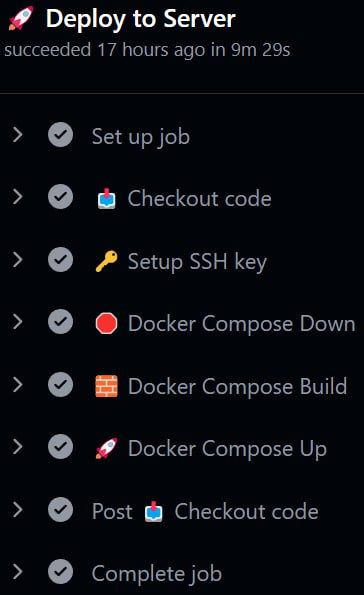 🚀 Deploy to Server
succeeded 17 hours ago in 9m 29s
Set up job
📥 Checkout code
🔑 Setup SSH key
🛑 Docker Compose Down
🧱 Docker Compose Build
🚀 Docker Compose Up
Post 📥 Checkout code
Complete job